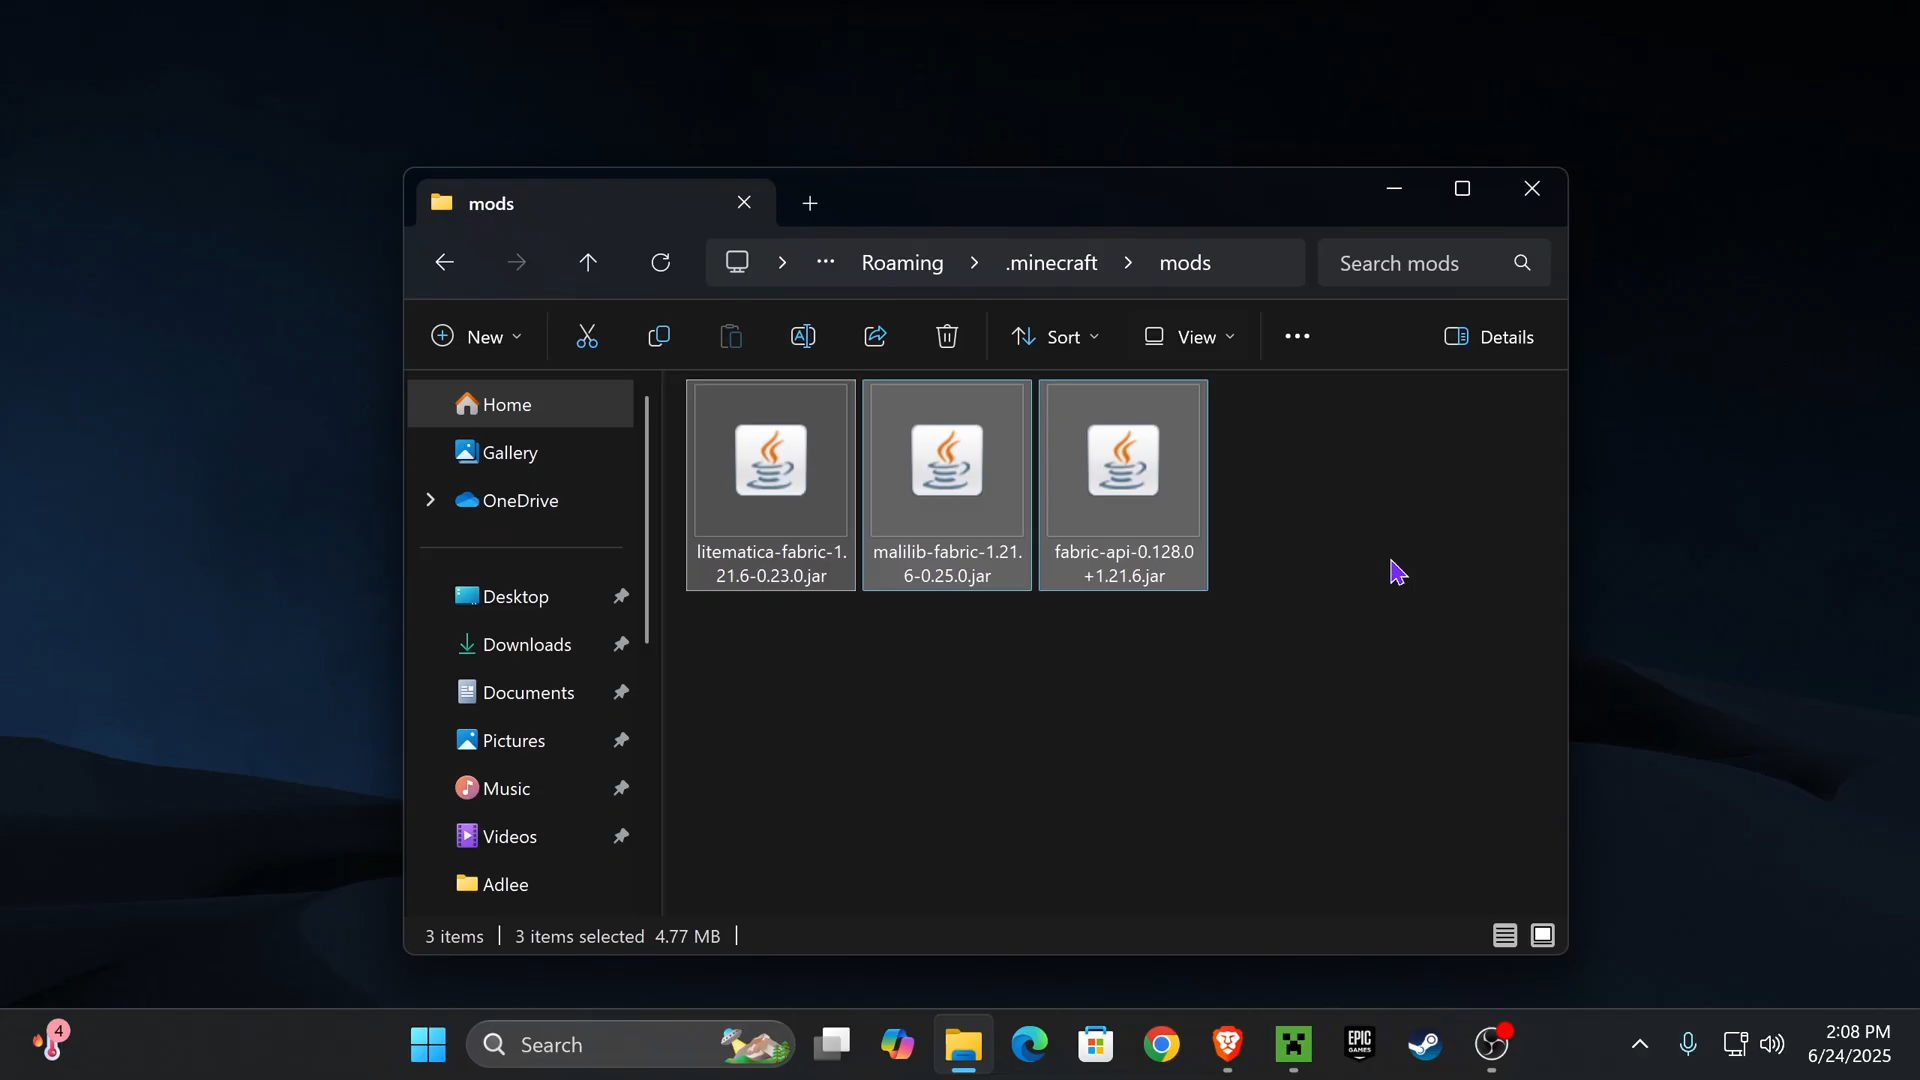 mods
Roaming
.minecraft
mods
Search mods
New
Sort
View
Details
Home
Gallery
OneDrive
Desktop
Downloads
Documents
Pictures
Music
Videos
Adlee
litematica-fabric-1.
21.6-0.23.0.jar
malilib-fabric-1.21.
6-0.25.0.jar
fabric-api-0.128.0
+1.21.6.jar
3 items
3 items selected 4.77 MB
4
Search
EPIC
GAMES
2:08 PM
6/24/2025